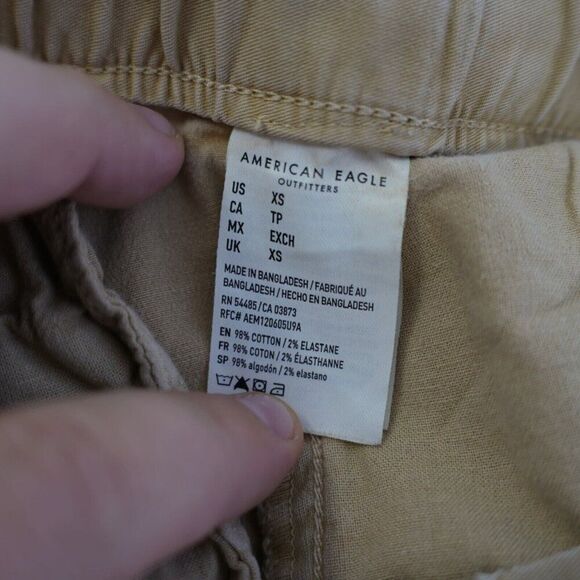 AMERICAN EAGLE
OUTFITTERS
US XS
CA TP
MX EXCH
UK XS
MADE IN BANGLADESH / FABRIQUÉ AU
BANGLADESH / HECHO EN BANGLADESH
RN 54485 / CA 03873
RFC# AEM120605U9A
EN 98% COTTON / 2% ELASTANE
FR 98% COTON / 2% ÉLASTHANNE
SP 98% algodón / 2% elastano